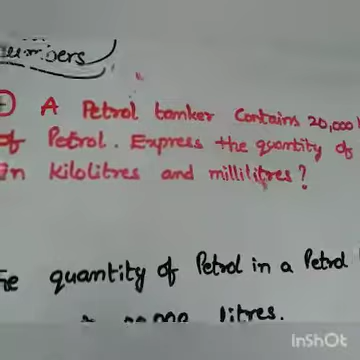 umbers
A Petrol tanker Contains 20,000
of Petrol. Express the quantity of
in kilolitres and millilitres?
quantity of Petrol in a Petrol
litres.
InShOt